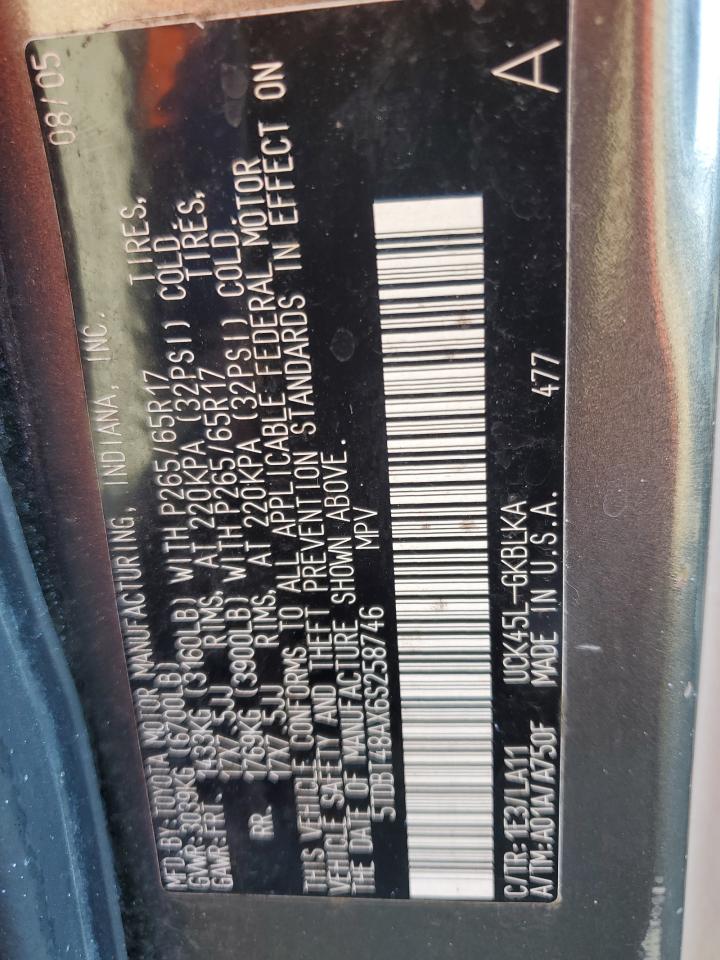 MFD BY: TOYOTA MOTOR MANUFACTURING, INDIANA, INC. 08/05
GVWR: 3039KG (6700LB)
GAWR: FR. 1433KG (3160LB) WITH P265/65R17 TIRES,
17X7.5JJ RIMS, AT 220KPA (32PSI) COLD.
RR. 1769KG (3900LB) WITH P265/65R17 TIRES,
17X7.5JJ RIMS, AT 220KPA (32PSI) COLD.
THIS VEHICLE CONFORMS TO ALL APPLICABLE FEDERAL MOTOR
VEHICLE SAFETY AND THEFT PREVENTION STANDARDS IN EFFECT ON
THE DATE OF MANUFACTURE SHOWN ABOVE.
5TDBT48AX6S258746 MPV
C/TR: 1E3/LA11 UCK45L-GKBLKA
A/TM: A01A/A750F MADE IN U.S.A. 477 A